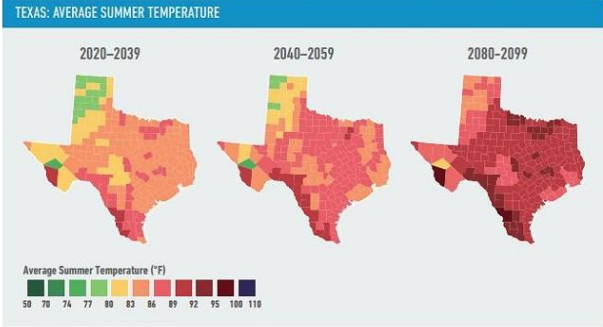 TEXAS: AVERAGE SUMMER TEMPERATURE
2020–2039 2040–2059 2080-2099
Average Summer Temperature (°F)
50 70 74 77 80 83 86 89 92 95 100 110